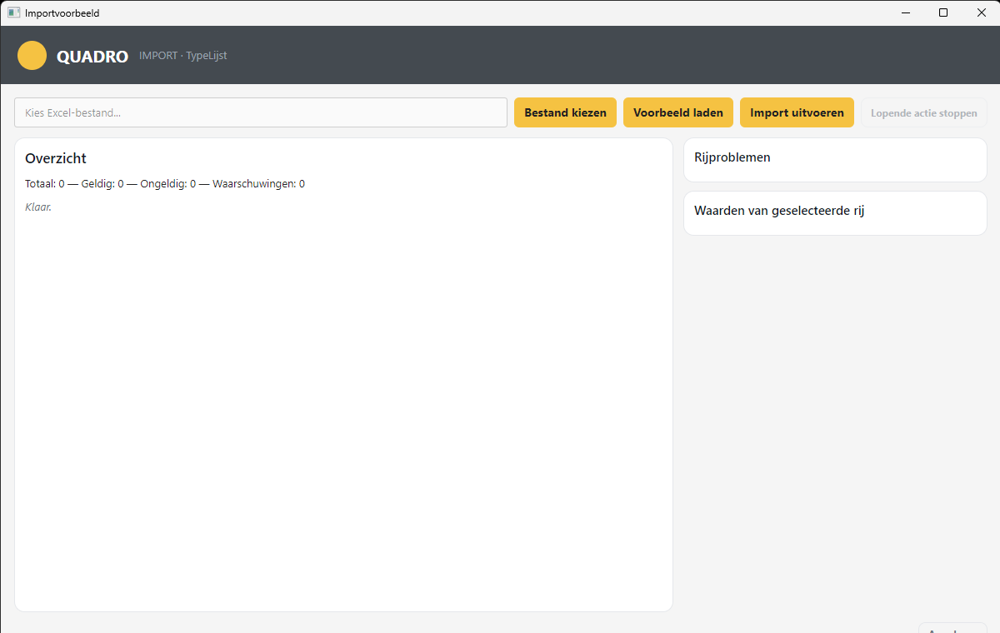 Importvoorbeeld
QUADRO IMPORT · TypeLijst
Kies Excel-bestand...
Bestand kiezen
Voorbeeld laden
Import uitvoeren
Lopende actie stoppen
Overzicht
Totaal: 0 — Geldig: 0 — Ongeldig: 0 — Waarschuwingen: 0
Klaar.
Rijproblemen
Waarden van geselecteerde rij